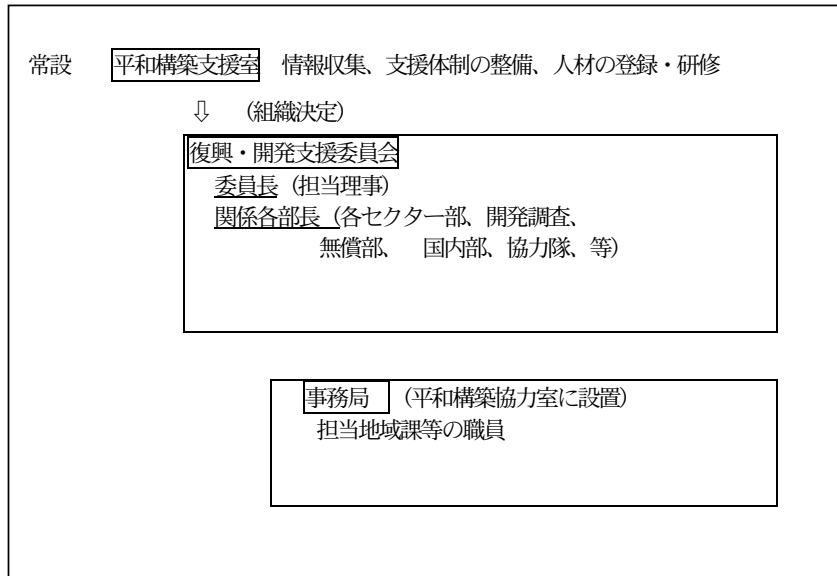 常設 平和構築支援室 情報収集、支援体制の整備、人材の登録・研修
⇩ (組織決定)
復興・開発支援委員会
委員長 (担当理事)
関係各部長 (各セクター部、開発調査、
無償部、 国内部、協力隊、等)
事務局 (平和構築協力室に設置)
担当地域課等の職員